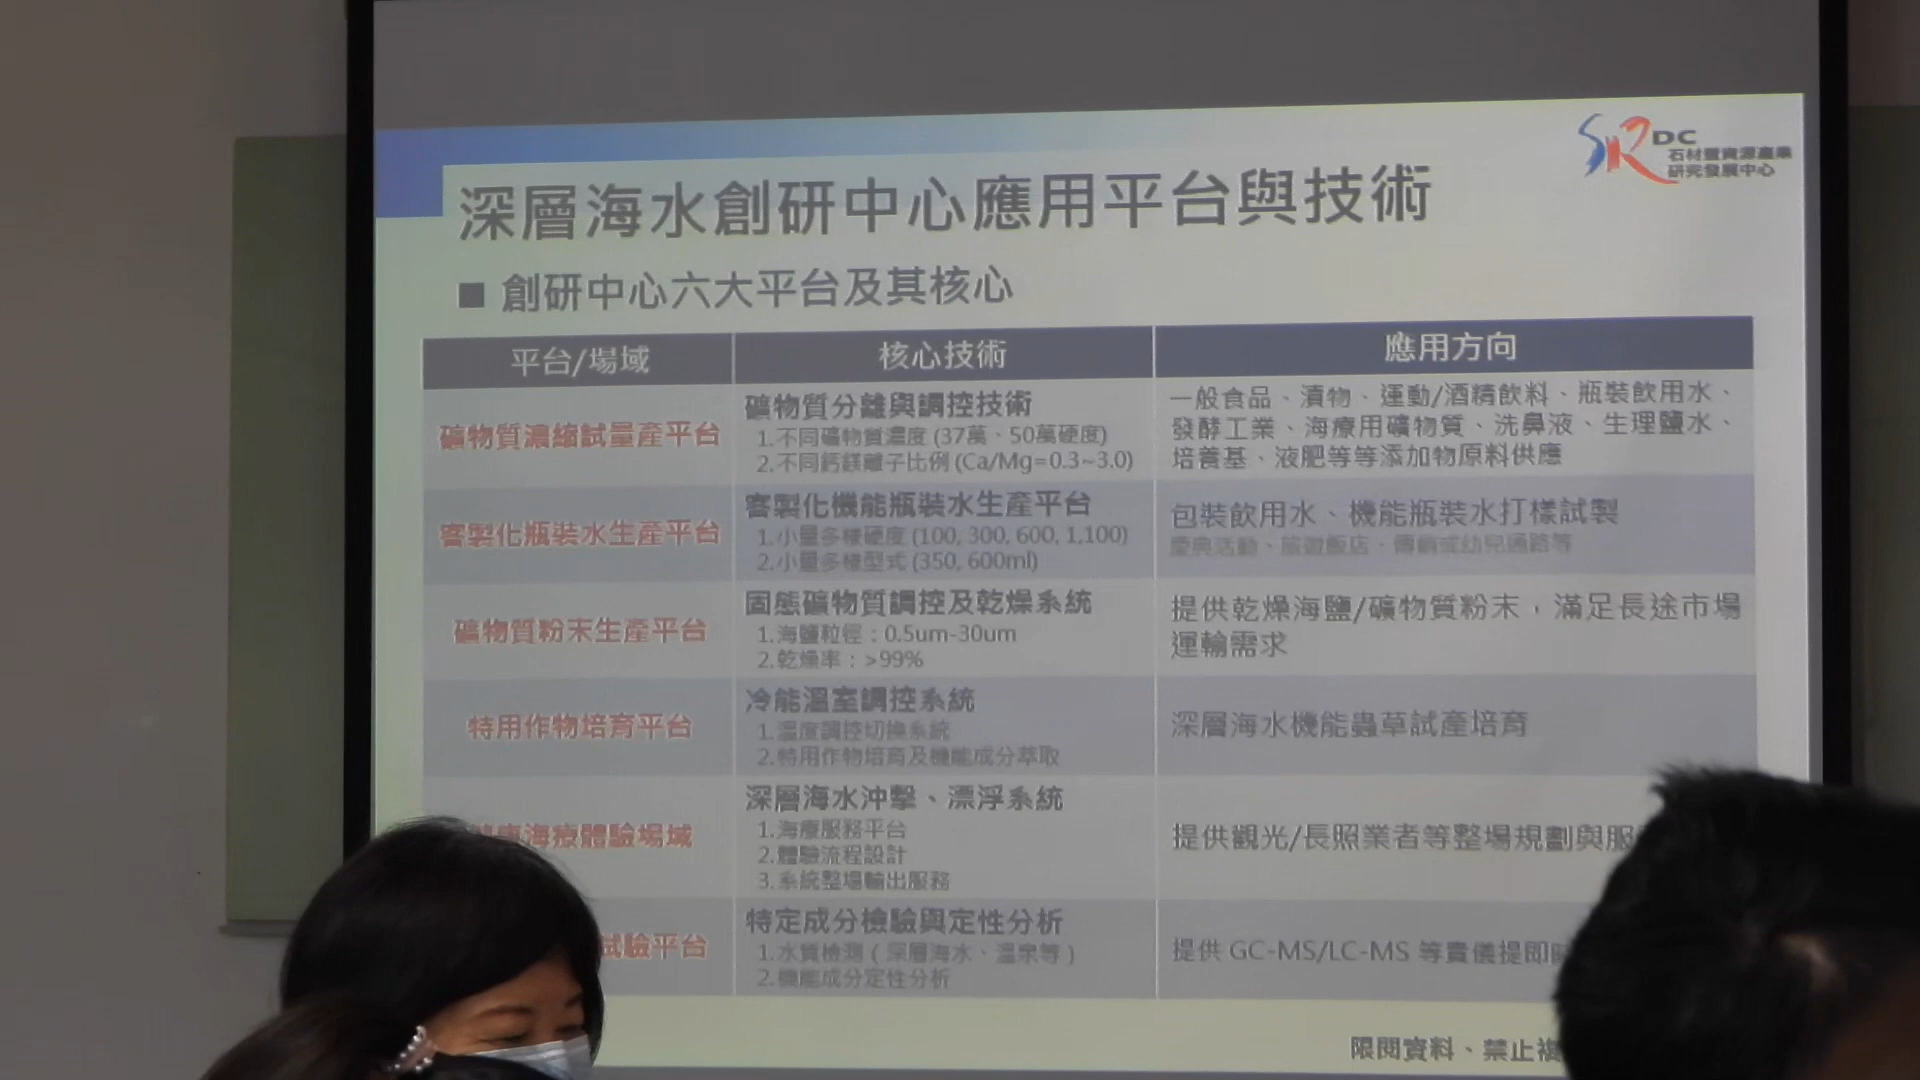 SRDC
石材暨資源產業
研究發展中心
深層海水創研中心應用平台與技術
■ 創研中心六大平台及其核心
平台/場域
核心技術
應用方向
礦物質濃縮試量產平台
礦物質分離與調控技術
1.不同礦物質濃度 (37萬、50萬硬度)
2.不同鈣鎂離子比例 (Ca/Mg=0.3~3.0)
一般食品、漬物、運動/酒精飲料、瓶裝飲用水、
發酵工業、海療用礦物質、洗鼻液、生理鹽水、
培養基、液肥等等添加物原料供應
客製化瓶裝水生產平台
客製化機能瓶裝水生產平台
1.小量多樣硬度 (100, 300, 600, 1,100)
2.小量多樣型式 (350, 600ml)
包裝飲用水、機能瓶裝水打樣試製
慶典活動、旅遊飯店、傳銷或幼兒通路等
礦物質粉末生產平台
固態礦物質調控及乾燥系統
1.海鹽粒徑：0.5um-30um
2.乾燥率：>99%
提供乾燥海鹽/礦物質粉末，滿足長途市場
運輸需求
特用作物培育平台
冷能溫室調控系統
1.溫度調控切換系統
2.特用作物培育及機能成分萃取
深層海水機能蟲草試產培育
海療體驗場域
深層海水沖擊、漂浮系統
1.海療服務平台
2.體驗流程設計
3.系統整場輸出服務
提供觀光/長照業者等整場規劃與服
試驗平台
特定成分檢驗與定性分析
1.水質檢測（深層海水、溫泉等）
2.機能成分定性分析
提供 GC-MS/LC-MS 等貴儀提即時
限閱資料、禁止複